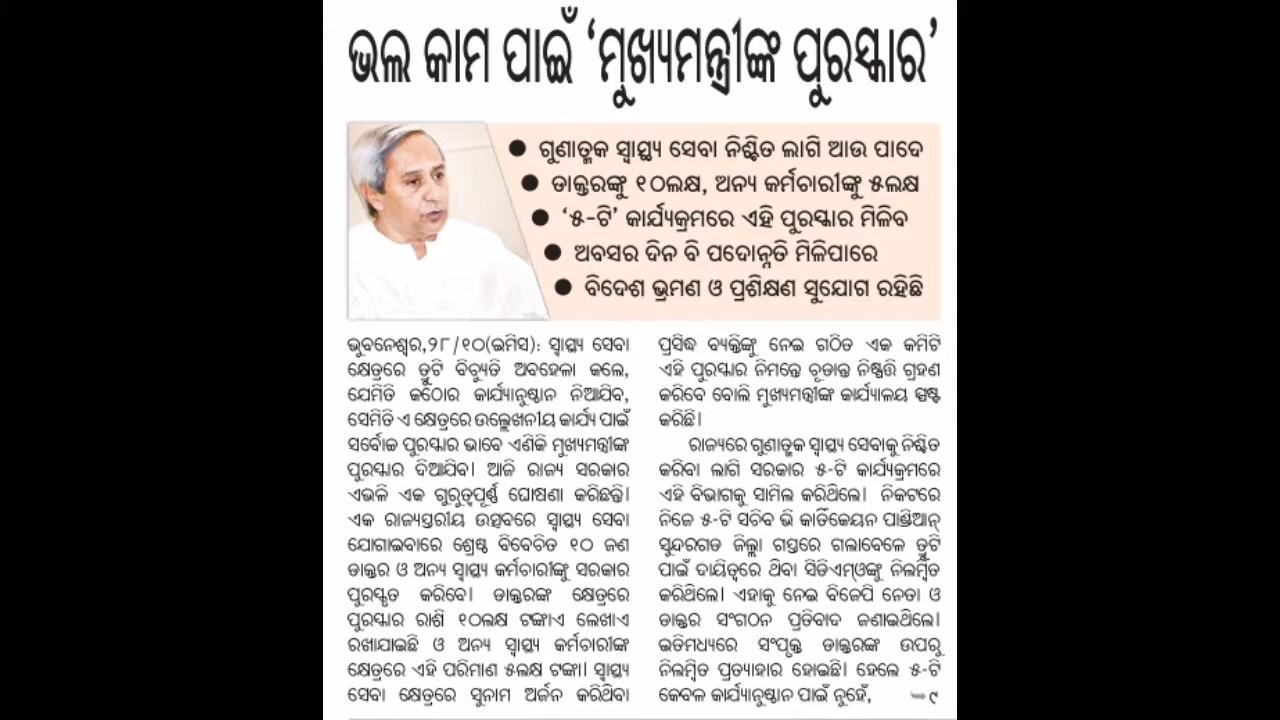 ଭଲ କାମ ପାଇଁ ‘ମୁଖ୍ୟମନ୍ତ୍ରୀଙ୍କ ପୁରସ୍କାର’
● ଗୁଣାତ୍ମକ ସ୍ୱାସ୍ଥ୍ୟ ସେବା ନିଶ୍ଚିତ ଲାଗି ଆଉ ପାଦେ
● ଡାକ୍ତରଙ୍କୁ ୧୦ଲକ୍ଷ, ଅନ୍ୟ କର୍ମଚାରୀଙ୍କୁ ୫ଲକ୍ଷ
● ‘୫-ଟି’ କାର୍ଯ୍ୟକ୍ରମରେ ଏହି ପୁରସ୍କାର ମିଳିବ
● ଅବସର ଦିନ ବି ପଦୋନ୍ନତି ମିଳିପାରେ
● ବିଦେଶ ଭ୍ରମଣ ଓ ପ୍ରଶିକ୍ଷଣ ସୁଯୋଗ ରହିଛି
ଭୁବନେଶ୍ୱର,୨୮/୧୦(ଇମିସ): ସ୍ୱାସ୍ଥ୍ୟ ସେବା
କ୍ଷେତ୍ରରେ ତ୍ରୁଟି ବିଚ୍ୟୁତି ଅବହେଳା କଲେ,
ଯେମିତି କଠୋର କାର୍ଯ୍ୟାନୁଷ୍ଠାନ ନିଆଯିବ,
ସେମିତି ଏ କ୍ଷେତ୍ରରେ ଉଲ୍ଲେଖନୀୟ କାର୍ଯ୍ୟ ପାଇଁ
ସର୍ବୋଚ୍ଚ ପୁରସ୍କାର ଭାବେ ଏଣିକି ମୁଖ୍ୟମନ୍ତ୍ରୀଙ୍କ
ପୁରସ୍କାର ଦିଆଯିବ। ଆଜି ରାଜ୍ୟ ସରକାର
ଏଭଳି ଏକ ଗୁରୁତ୍ୱପୂର୍ଣ୍ଣ ଘୋଷଣା କରିଛନ୍ତି।
ଏକ ରାଜ୍ୟସ୍ତରୀୟ ଉତ୍ସବରେ ସ୍ୱାସ୍ଥ୍ୟ ସେବା
ଯୋଗାଇବାରେ ଶ୍ରେଷ୍ଠ ବିବେଚିତ ୧୦ ଜଣ
ଡାକ୍ତର ଓ ଅନ୍ୟ ସ୍ୱାସ୍ଥ୍ୟ କର୍ମଚାରୀଙ୍କୁ ସରକାର
ପୁରସ୍କୃତ କରିବେ। ଡାକ୍ତରଙ୍କ କ୍ଷେତ୍ରରେ
ପୁରସ୍କାର ରାଶି ୧୦ଲକ୍ଷ ଟଙ୍କାଏ ଲେଖାଏ
ରଖାଯାଇଛି ଓ ଅନ୍ୟ ସ୍ୱାସ୍ଥ୍ୟ କର୍ମଚାରୀଙ୍କ
କ୍ଷେତ୍ରରେ ଏହି ପରିମାଣ ୫ଲକ୍ଷ ଟଙ୍କା। ସ୍ୱାସ୍ଥ୍ୟ
ସେବା କ୍ଷେତ୍ରରେ ସୁନାମ ଅର୍ଜନ କରିଥିବା
ପ୍ରସିଦ୍ଧ ବ୍ୟକ୍ତିଙ୍କୁ ନେଇ ଗଠିତ ଏକ କମିଟି
ଏହି ପୁରସ୍କାର ନିମନ୍ତେ ଚୂଡାନ୍ତ ନିଷ୍ପତ୍ତି ଗ୍ରହଣ
କରିବେ ବୋଲି ମୁଖ୍ୟମନ୍ତ୍ରୀଙ୍କ କାର୍ଯ୍ୟାଳୟ ସ୍ପଷ୍ଟ
କରିଛି।
ରାଜ୍ୟରେ ଗୁଣାତ୍ମକ ସ୍ୱାସ୍ଥ୍ୟ ସେବାକୁ ନିଶ୍ଚିତ
କରିବା ଲାଗି ସରକାର ୫-ଟି କାର୍ଯ୍ୟକ୍ରମରେ
ଏହି ବିଭାଗକୁ ସାମିଲ କରିଥିଲେ। ନିକଟରେ
ନିଜେ ୫-ଟି ସଚିବ ଭି କାର୍ତିକେୟନ ପାଣ୍ଡିଆନ୍
ସୁନ୍ଦରଗଡ ଜିଲ୍ଲା ଗସ୍ତରେ ଗଲାବେଳେ ତ୍ରୁଟି
ପାଇଁ ଦାୟିତ୍ୱରେ ଥିବା ସିଡିଏମ୍ଓଙ୍କୁ ନିଲମ୍ବିତ
କରିଥିଲେ। ଏହାକୁ ନେଇ ବିଜେପି ନେତା ଓ
ଡାକ୍ତର ସଂଗଠନ ପ୍ରତିବାଦ ଜଣାଇଥିଲେ।
ଇତିମଧ୍ୟରେ ସଂପୃକ୍ତ ଡାକ୍ତରଙ୍କ ଉପରୁ
ନିଲମ୍ବିତ ପ୍ରତ୍ୟାହାର ହୋଇଛି। ହେଲେ ୫-ଟି
କେବଳ କାର୍ଯ୍ୟାନୁଷ୍ଠାନ ପାଇଁ ନୁହେଁ, ➥୯